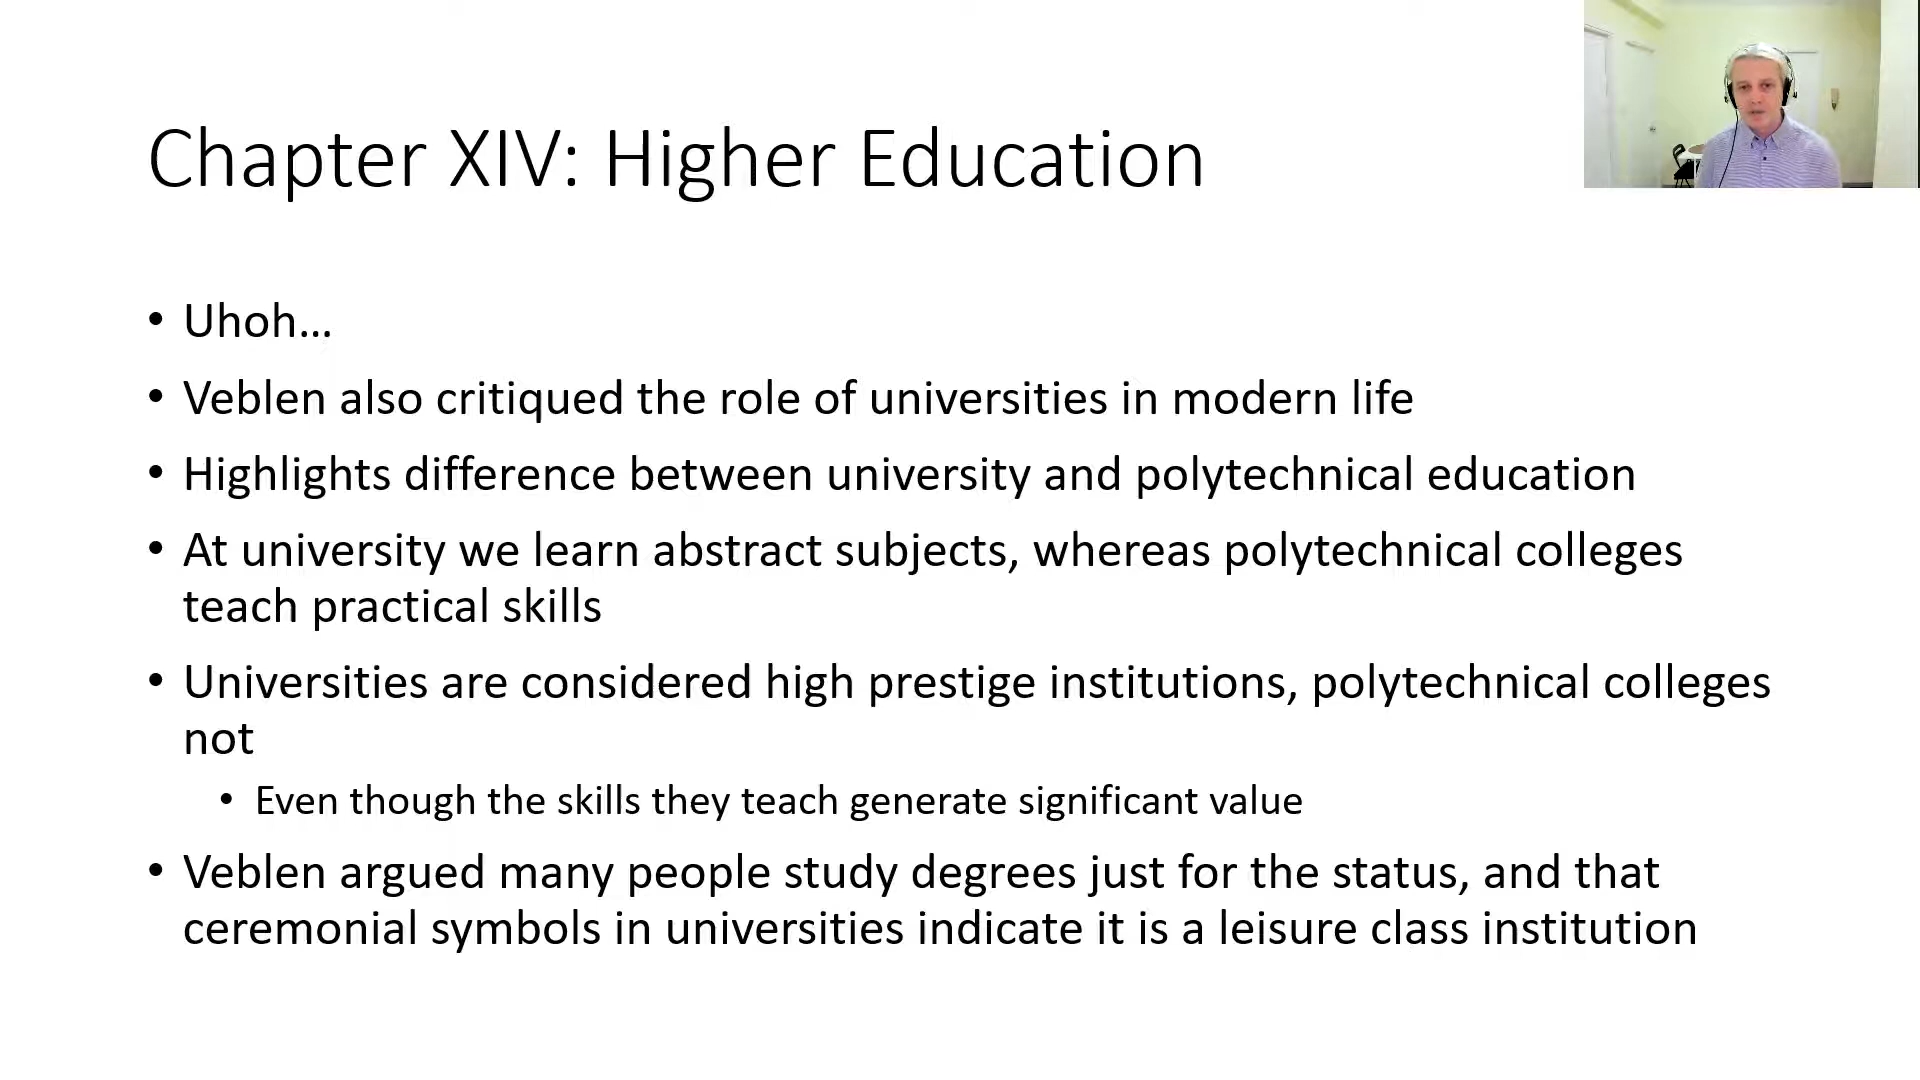 Chapter XIV: Higher Education
• Uhoh…
• Veblen also critiqued the role of universities in modern life
• Highlights difference between university and polytechnical education
• At university we learn abstract subjects, whereas polytechnical colleges
teach practical skills
• Universities are considered high prestige institutions, polytechnical colleges
not
• Even though the skills they teach generate significant value
• Veblen argued many people study degrees just for the status, and that
ceremonial symbols in universities indicate it is a leisure class institution